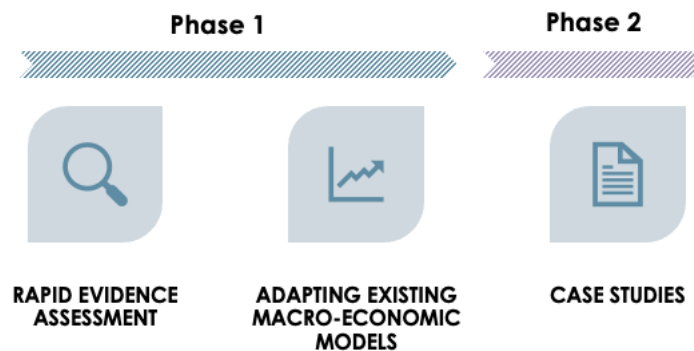 Phase 1
Phase 2
RAPID EVIDENCE
ASSESSMENT
ADAPTING EXISTING
MACRO-ECONOMIC
MODELS
CASE STUDIES